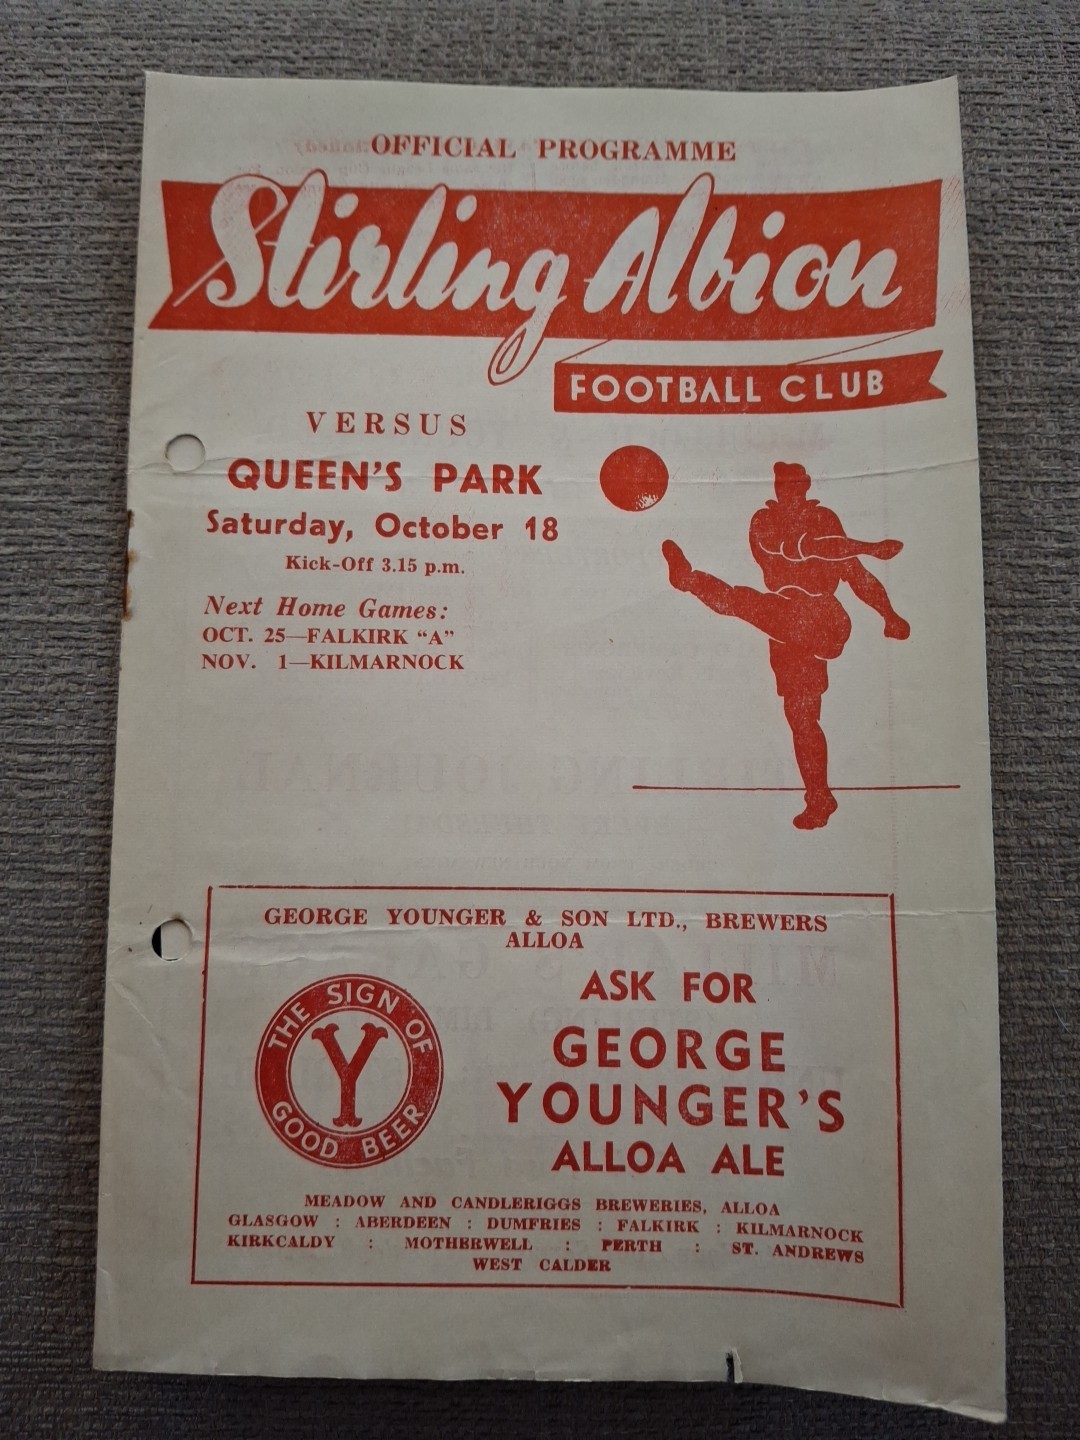 OFFICIAL PROGRAMME
Stirling Albion
FOOTBALL CLUB
VERSUS
QUEEN'S PARK
Saturday, October 18
Kick-Off 3.15 p.m.
Next Home Games:
OCT. 25—FALKIRK "A"
NOV. 1—KILMARNOCK
GEORGE YOUNGER & SON LTD., BREWERS
ALLOA
THE SIGN OF
Y
GOOD BEER
ASK FOR
GEORGE
YOUNGER'S
ALLOA ALE
MEADOW AND CANDLERIGGS BREWERIES, ALLOA
GLASGOW : ABERDEEN : DUMFRIES : FALKIRK : KILMARNOCK
KIRKCALDY : MOTHERWELL : PERTH : ST. ANDREWS
WEST CALDER